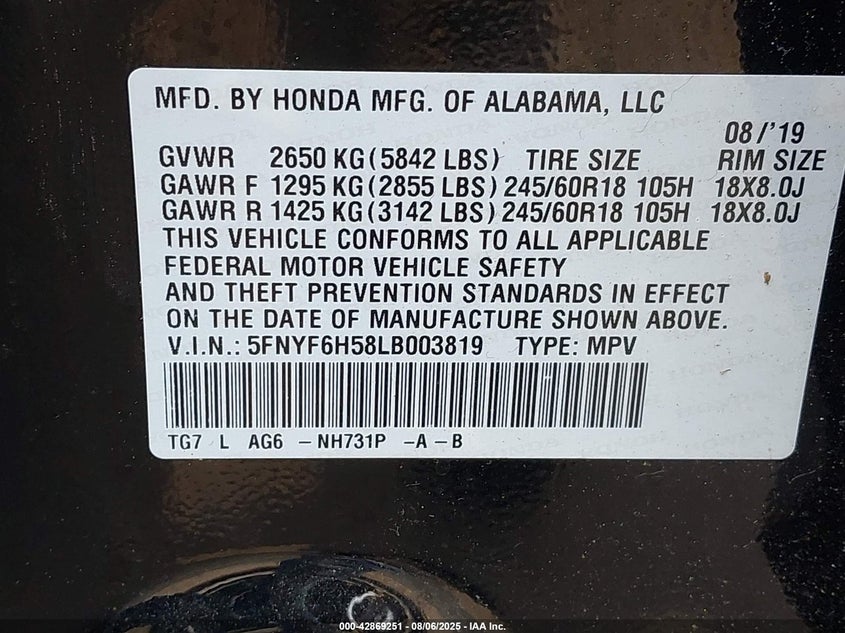 MFD. BY HONDA MFG. OF ALABAMA, LLC
08/'19
GVWR 2650 KG (5842 LBS) TIRE SIZE RIM SIZE
GAWR F 1295 KG (2855 LBS) 245/60R18 105H 18X8.0J
GAWR R 1425 KG (3142 LBS) 245/60R18 105H 18X8.0J
THIS VEHICLE CONFORMS TO ALL APPLICABLE
FEDERAL MOTOR VEHICLE SAFETY
AND THEFT PREVENTION STANDARDS IN EFFECT
ON THE DATE OF MANUFACTURE SHOWN ABOVE.
V.I.N.: 5FNYF6H58LB003819 TYPE: MPV
TG7 L AG6 – NH731P –A – B
000-42869251 - 08/06/2025 - IAA Inc.